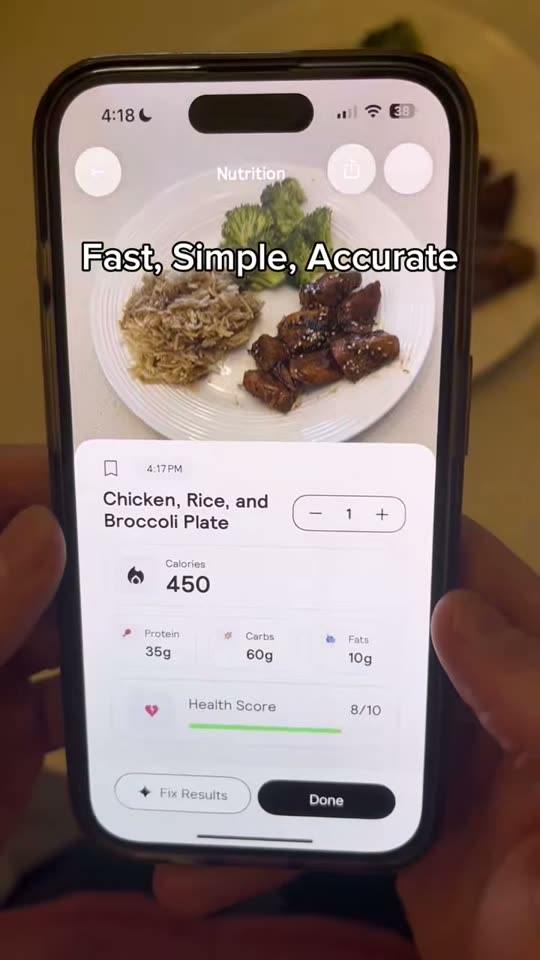 4:18
38
Nutrition
Fast, Simple, Accurate
4:17 PM
Chicken, Rice, and
Broccoli Plate
− 1 +
Calories
450
Protein
35g
Carbs
60g
Fats
10g
Health Score
8/10
Fix Results
Done